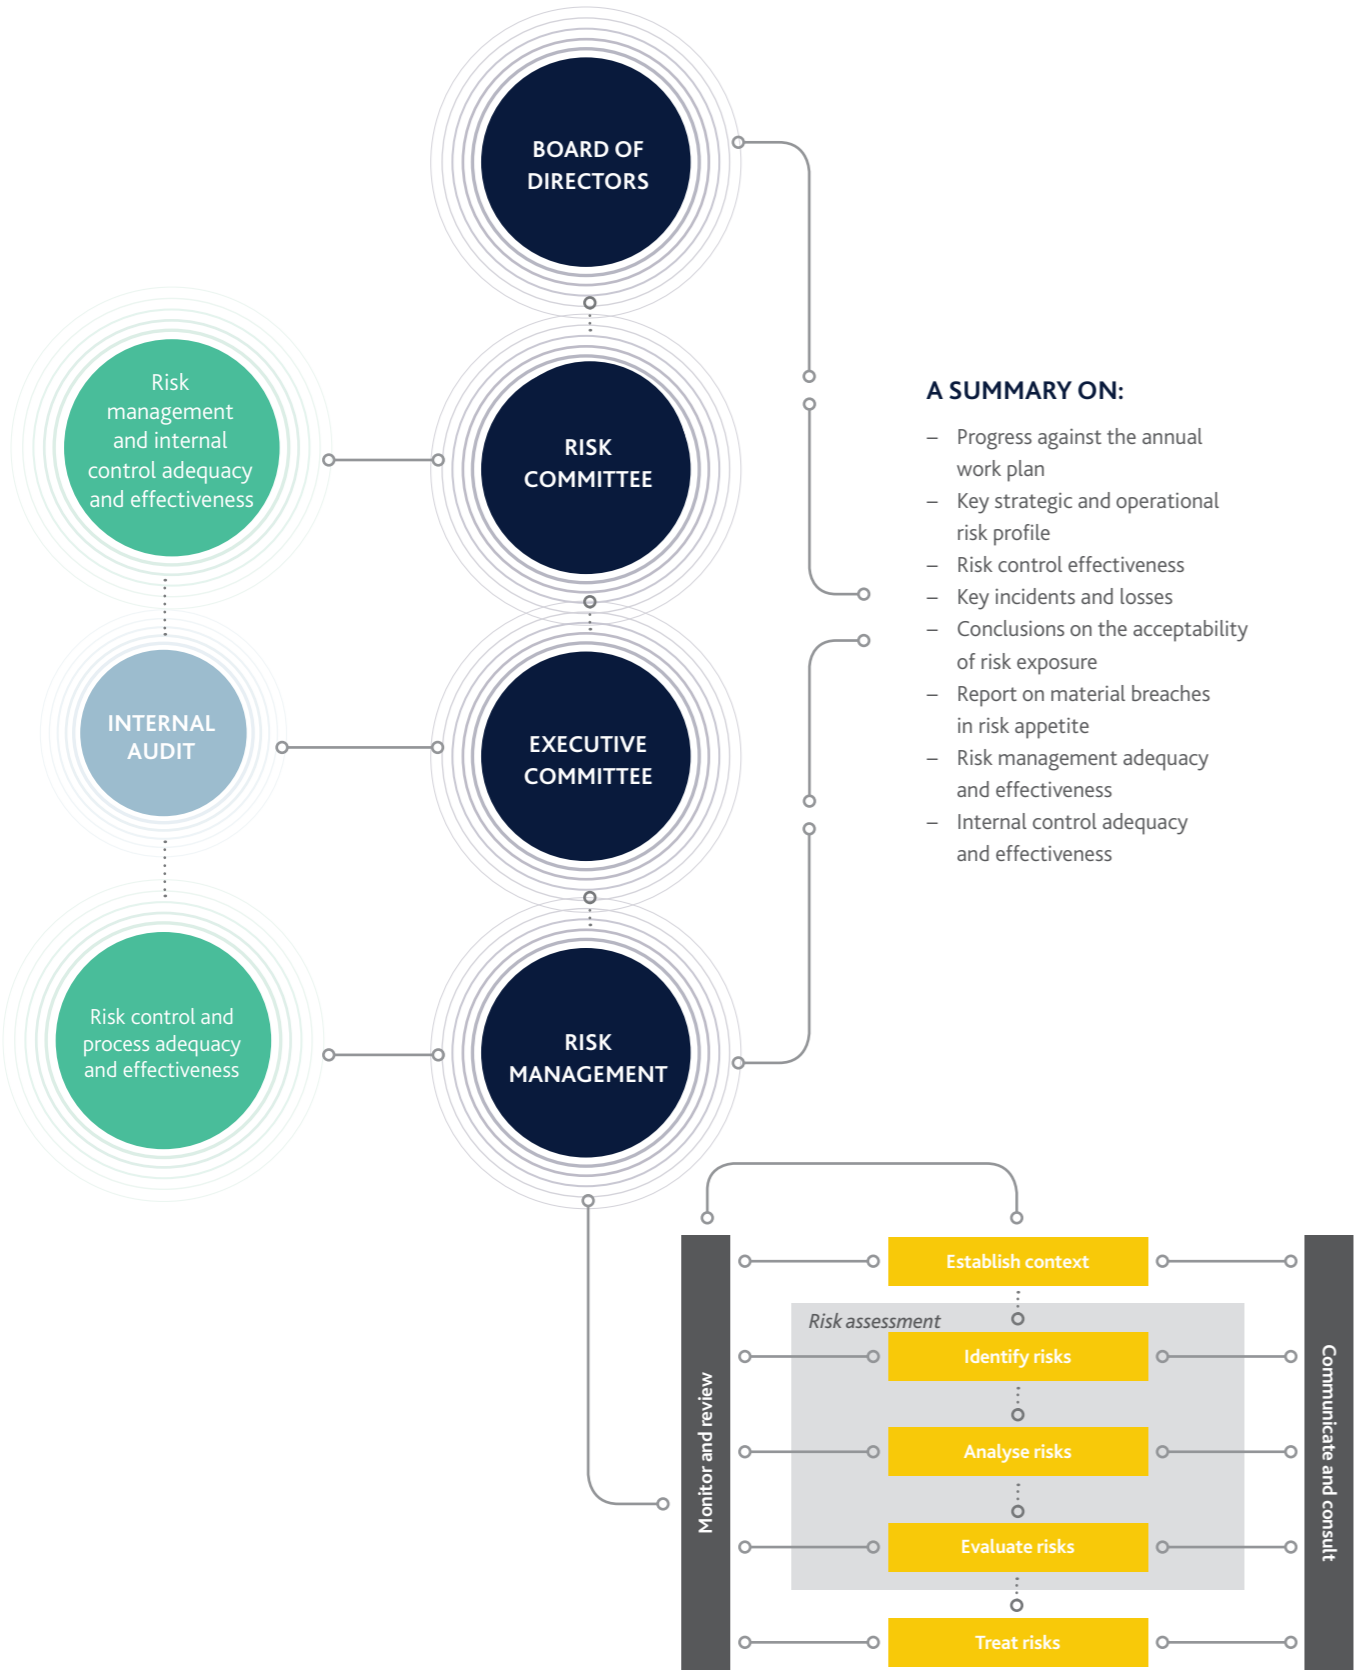 BOARD OF
DIRECTORS
Risk
management
and internal
control adequacy
and effectiveness
RISK
COMMITTEE
A SUMMARY ON:
– Progress against the annual
work plan
– Key strategic and operational
risk profile
– Risk control effectiveness
– Key incidents and losses
– Conclusions on the acceptability
of risk exposure
– Report on material breaches
in risk appetite
– Risk management adequacy
and effectiveness
– Internal control adequacy
and effectiveness
INTERNAL
AUDIT
EXECUTIVE
COMMITTEE
Risk control and
process adequacy
and effectiveness
RISK
MANAGEMENT
Monitor and review
Establish context
Risk assessment
Identify risks
Analyse risks
Evaluate risks
Treat risks
Communicate and consult